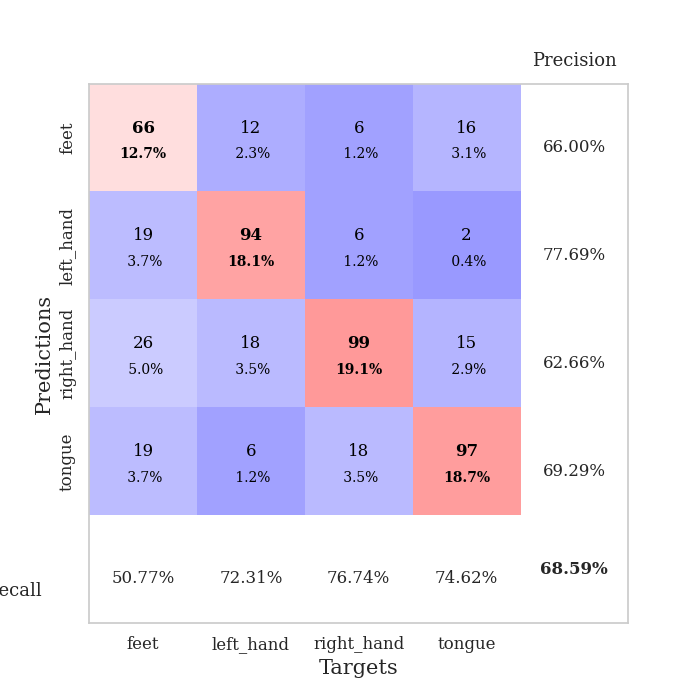 Precision
feet
66 12 6 16 66.00%
12.7% 2.3% 1.2% 3.1%
left_hand
19 94 6 2 77.69%
3.7% 18.1% 1.2% 0.4%
Predictions
right_hand
26 18 99 15 62.66%
5.0% 3.5% 19.1% 2.9%
tongue
19 6 18 97 69.29%
3.7% 1.2% 3.5% 18.7%
ecall 50.77% 72.31% 76.74% 74.62% 68.59%
feet left_hand right_hand tongue
Targets